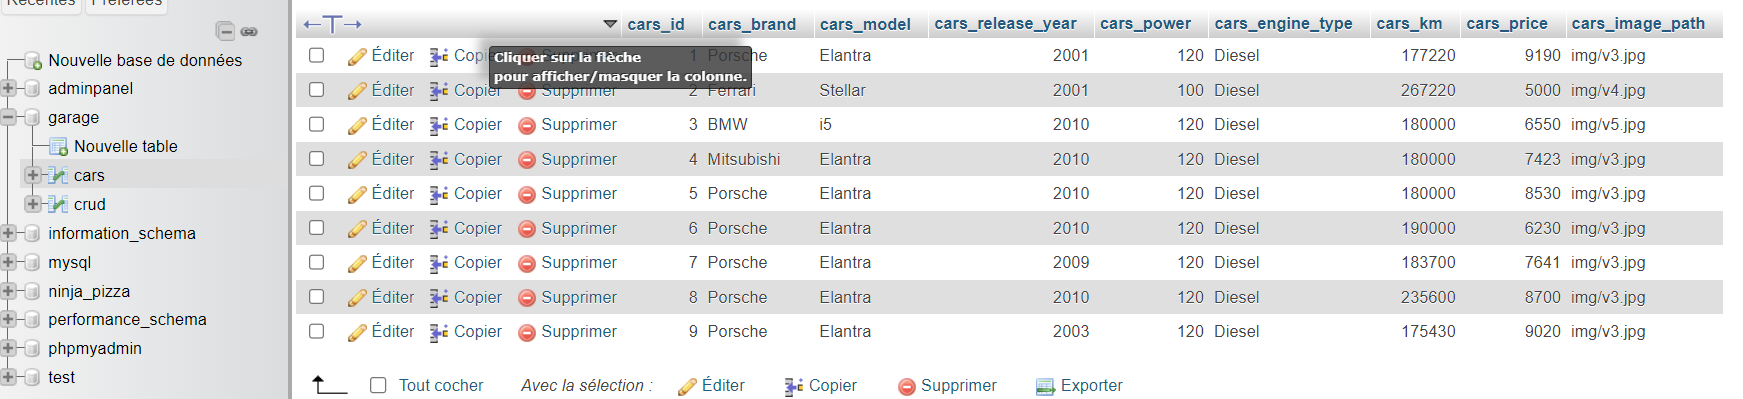 Récentes Préférées
Nouvelle base de données
adminpanel
garage
Nouvelle table
cars
crud
information_schema
mysql
ninja_pizza
performance_schema
phpmyadmin
test
cars_id cars_brand cars_model cars_release_year cars_power cars_engine_type cars_km cars_price cars_image_path
Éditer Copier 1 Porsche Elantra 2001 120 Diesel 177220 9190 img/v3.jpg
Cliquer sur la flèche
pour afficher/masquer la colonne.
Éditer Copier Supprimer 2 Ferrari Stellar 2001 100 Diesel 267220 5000 img/v4.jpg
Éditer Copier Supprimer 3 BMW i5 2010 120 Diesel 180000 6550 img/v5.jpg
Éditer Copier Supprimer 4 Mitsubishi Elantra 2010 120 Diesel 180000 7423 img/v3.jpg
Éditer Copier Supprimer 5 Porsche Elantra 2010 120 Diesel 180000 8530 img/v3.jpg
Éditer Copier Supprimer 6 Porsche Elantra 2010 120 Diesel 190000 6230 img/v3.jpg
Éditer Copier Supprimer 7 Porsche Elantra 2009 120 Diesel 183700 7641 img/v3.jpg
Éditer Copier Supprimer 8 Porsche Elantra 2010 120 Diesel 235600 8700 img/v3.jpg
Éditer Copier Supprimer 9 Porsche Elantra 2003 120 Diesel 175430 9020 img/v3.jpg
Tout cocher Avec la sélection : Éditer Copier Supprimer Exporter